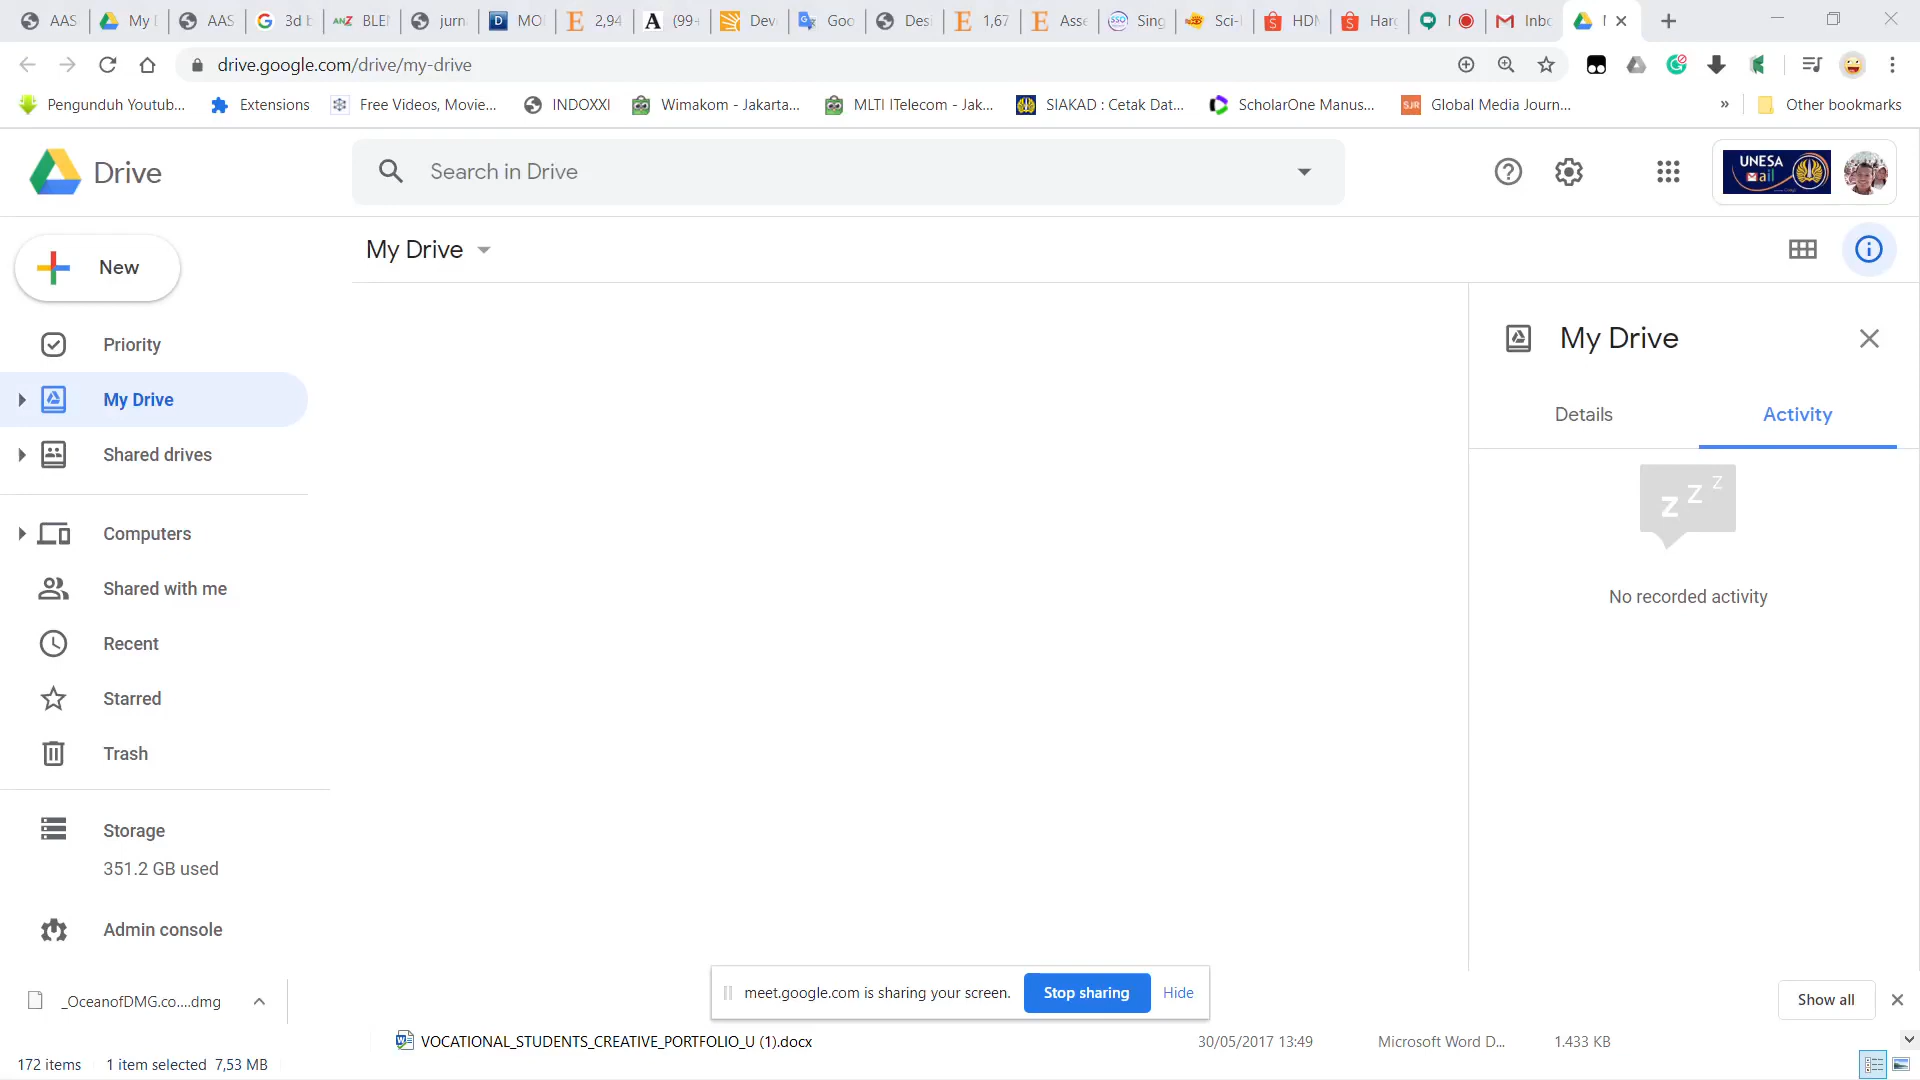 AAS
My D
AAS
3d b
BLEN
jurn
MO
2,94
(99+
Dev
Goo
Desi
1,67
Asse
Sing
Sci-
HDM
Harg
Inbo
drive.google.com/drive/my-drive
Pengunduh Youtub...
Extensions
Free Videos, Movie...
INDOXXI
Wimakom - Jakarta...
MLTI ITelecom - Jak...
SIAKAD : Cetak Dat...
ScholarOne Manus...
Global Media Journ...
»
Other bookmarks
Drive
Search in Drive
UNESA
Mail
New
My Drive
Priority
My Drive
Shared drives
Computers
Shared with me
Recent
Starred
Trash
Storage
351.2 GB used
Admin console
My Drive
Details
Activity
z z z
No recorded activity
_OceanofDMG.co....dmg
meet.google.com is sharing your screen.
Stop sharing
Hide
Show all
VOCATIONAL_STUDENTS_CREATIVE_PORTFOLIO_U (1).docx
30/05/2017 13:49
Microsoft Word D...
1.433 KB
172 items
1 item selected 7,53 MB